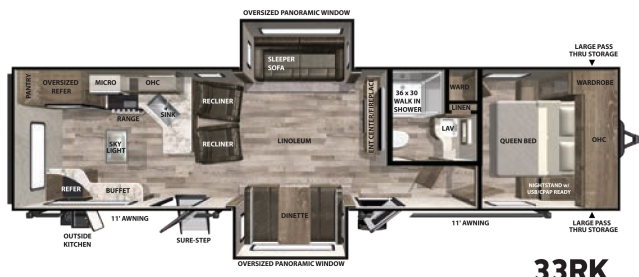 OVERSIZED PANORAMIC WINDOW
LARGE PASS
THRU STORAGE
SLEEPER
SOFA
PANTRY
OVERSIZED
REFER
MICRO
OHC
RANGE
SINK
RECLINER
RECLINER
SKY
LIGHT
LINOLEUM
ENT CENTER/FIREPLACE
36 x 30
WALK IN
SHOWER
WARD
LINEN
LAV
QUEEN BED
WARDROBE
OHC
NIGHTSTAND w/
USB/CPAP READY
REFER
BUFFET
11' AWNING
OUTSIDE
KITCHEN
SURE-STEP
DINETTE
OVERSIZED PANORAMIC WINDOW
11' AWNING
LARGE PASS
THRU STORAGE
33RK